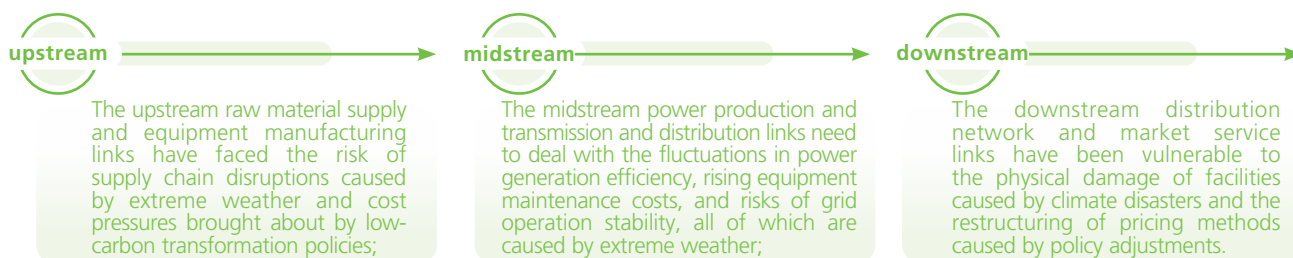 upstream
The upstream raw material supply
and equipment manufacturing
links have faced the risk of
supply chain disruptions caused
by extreme weather and cost
pressures brought about by low-
carbon transformation policies;
midstream
The midstream power production and
transmission and distribution links need
to deal with the fluctuations in power
generation efficiency, rising equipment
maintenance costs, and risks of grid
operation stability, all of which are
caused by extreme weather;
downstream
The downstream distribution
network and market service
links have been vulnerable to
the physical damage of facilities
caused by climate disasters and the
restructuring of pricing methods
caused by policy adjustments.